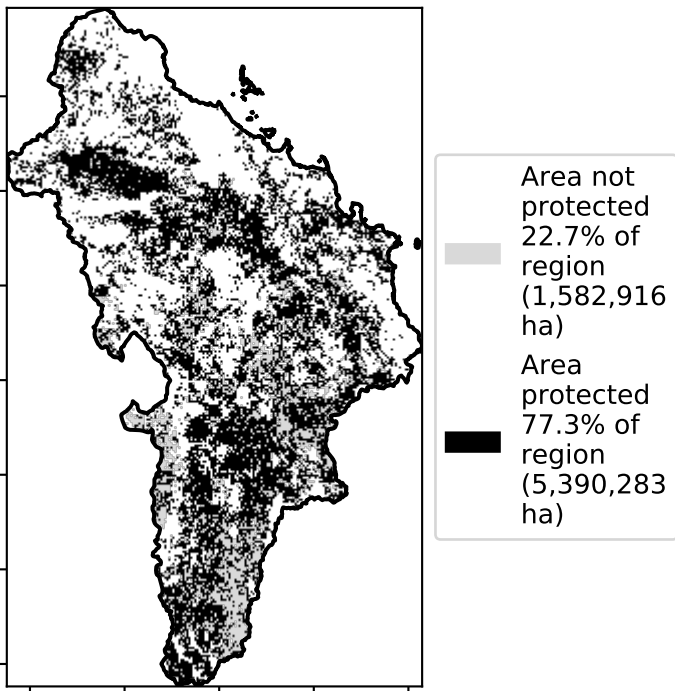 Area not
protected
22.7% of
region
(1,582,916
ha)
Area
protected
77.3% of
region
(5,390,283
ha)